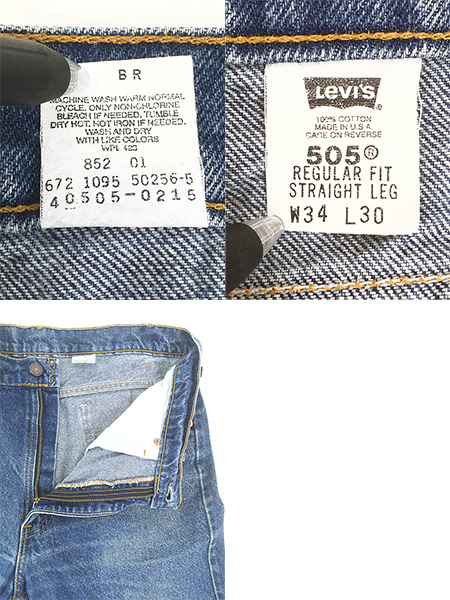 BR
MACHINE WASH WARM NORMAL
CYCLE. ONLY NON-CHLORINE
BLEACH IF NEEDED. TUMBLE
DRY HOT. HOT IRON IF NEEDED.
WASH AND DRY
WITH LIKE COLORS
WPL 423
852 01
672 1095 50256-5
40505-0215
LEVI'S
100% COTTON
MADE IN U.S.A.
CARE ON REVERSE
505®
REGULAR FIT
STRAIGHT LEG
W34 L30